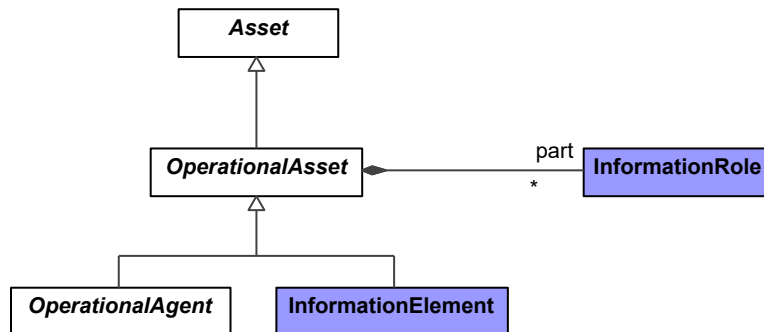 Asset
OperationalAsset
part
*
InformationRole
OperationalAgent
InformationElement